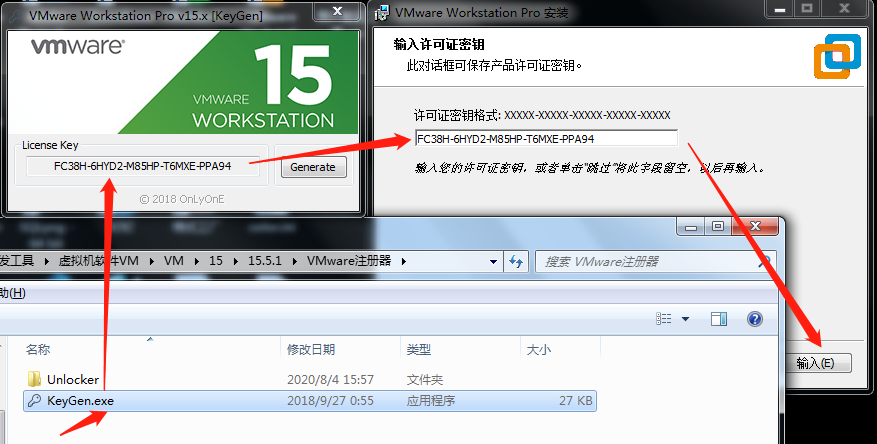 VMware Workstation Pro v15.x [KeyGen]
vmware®
15
VMWARE
WORKSTATION
License Key
FC38H-6HYD2-M85HP-T6MXE-PPA94
Generate
© 2018 OnLyOnE
VMware Workstation Pro 安装
输入许可证密钥
此对话框可保存产品许可证密钥。
许可证密钥格式: XXXXX-XXXXX-XXXXX-XXXXX-XXXXX
FC38H-6HYD2-M85HP-T6MXE-PPA94
输入您的许可证密钥，或者单击"跳过"将此字段留空，以后再输入。
输入(E)
发工具 虚拟机软件VM VM 15 15.5.1 VMware注册器
搜索 VMware注册器
助(H)
名称 修改日期 类型 大小
Unlocker 2020/8/4 15:57 文件夹
KeyGen.exe 2018/9/27 0:55 应用程序 27 KB